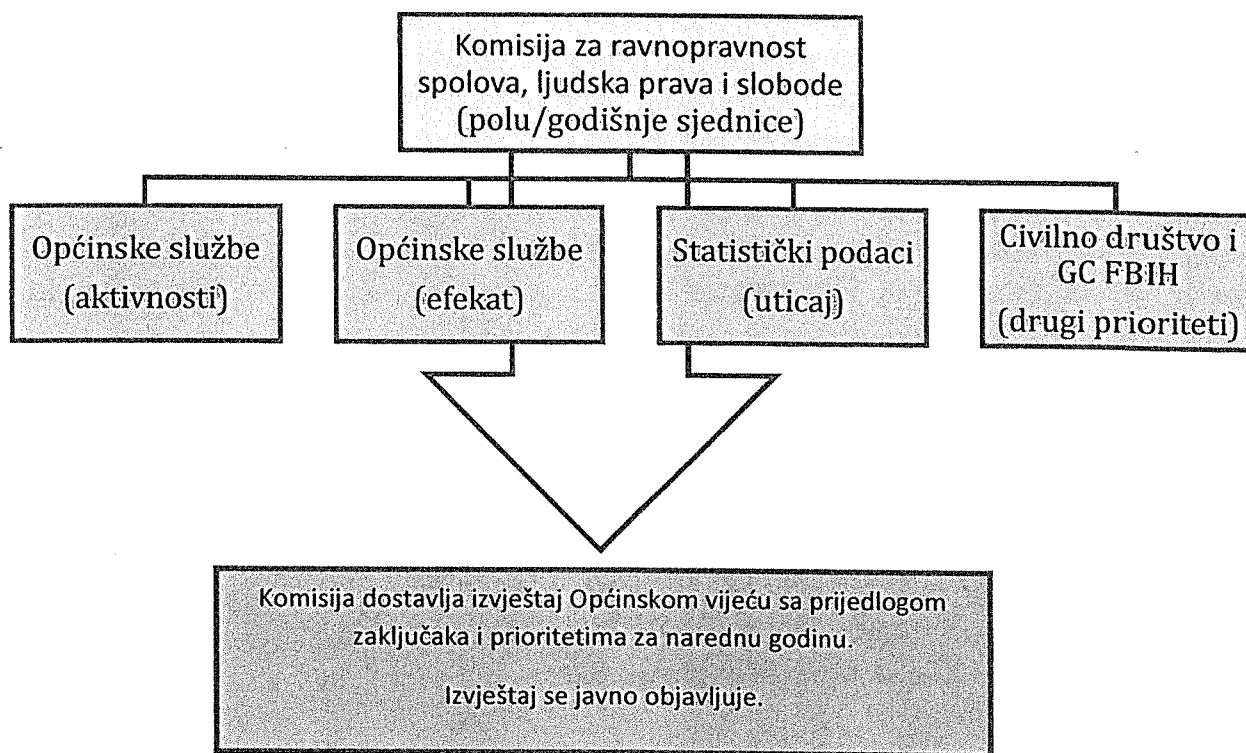 Komisija za ravnopravnost
spolova, ljudska prava i slobode
(polu/godišnje sjednice)
Općinske službe
(aktivnosti)
Općinske službe
(efekat)
Statistički podaci
(uticaj)
Civilno društvo i
GC FBIH
(drugi prioriteti)
Komisija dostavlja izvještaj Općinskom vijeću sa prijedlogom
zaključaka i prioritetima za narednu godinu.
Izvještaj se javno objavljuje.